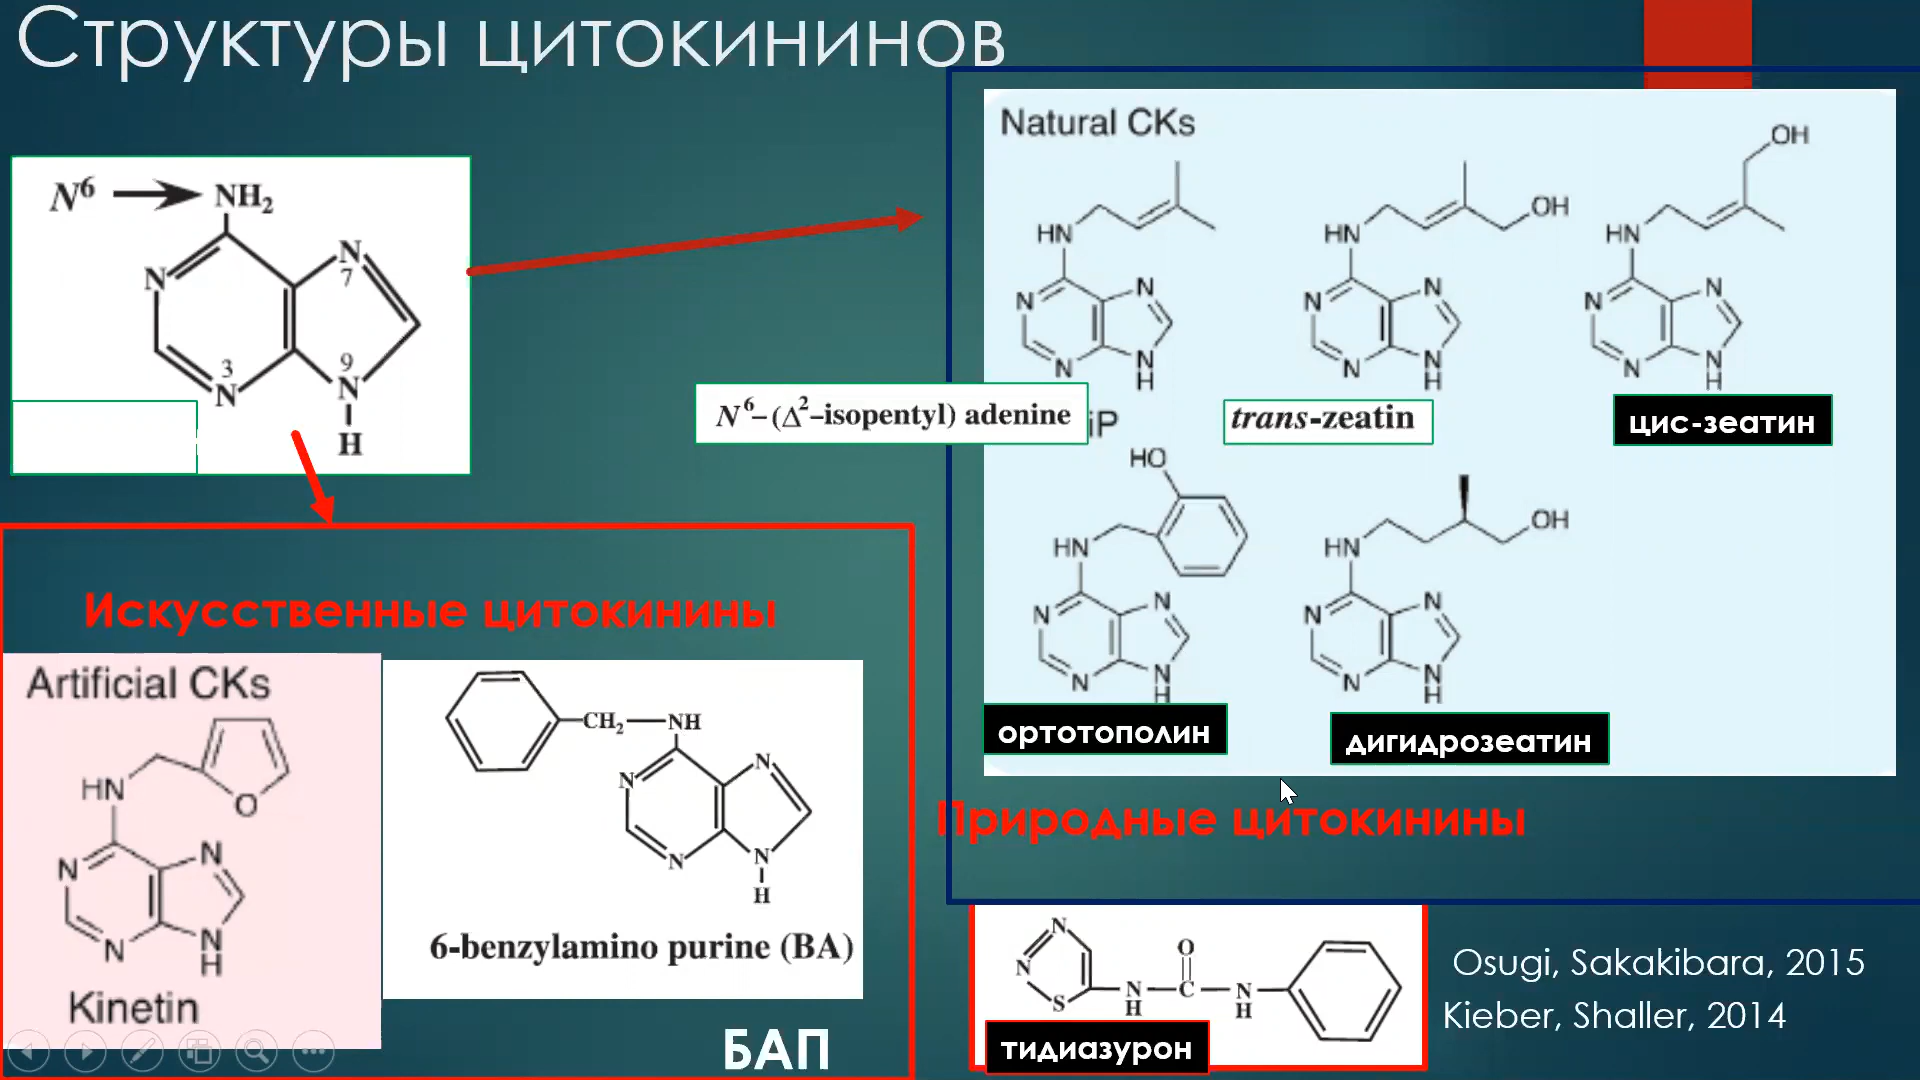 Структуры цитокининов
N⁶
NH₂
N
N
7
3
N
9
N
H
Natural CKs
HN
N
N
N
N
H
N⁶–(Δ²–isopentyl) adenine
iP
OH
HN
N
N
N
N
H
trans-zeatin
OH
HN
N
N
N
N
H
цис-зеатин
HO
HN
N
N
N
N
H
ортотополин
OH
HN
N
N
N
N
H
дигидрозеатин
Природные цитокинины
Искусственные цитокинины
Artificial CKs
HN
O
N
N
N
N
H
Kinetin
CH₂
NH
N
N
N
N
H
6-benzylamino purine (BA)
БАП
N
N
S
N
H
O
C
N
H
тидиазурон
Osugi, Sakakibara, 2015
Kieber, Shaller, 2014